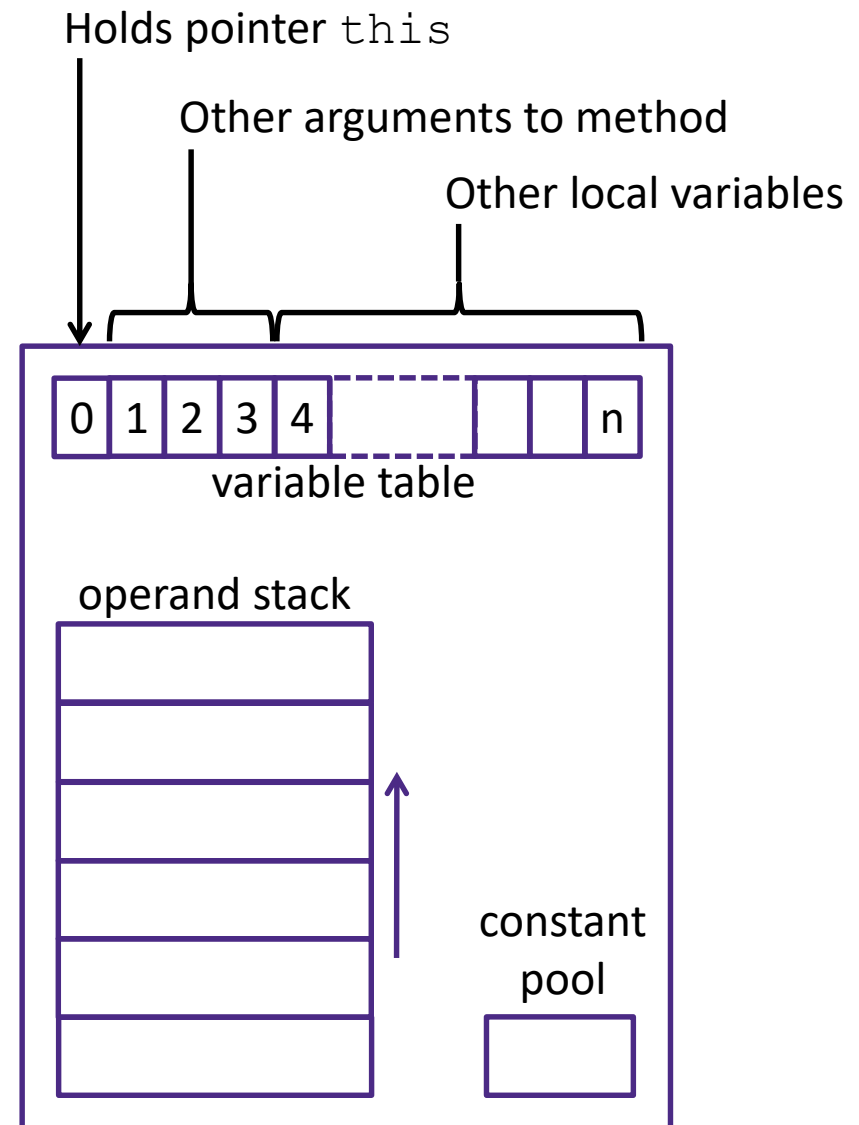 Holds pointer this
Other arguments to method
Other local variables
0 1 2 3 4 n
variable table
operand stack
constant
pool